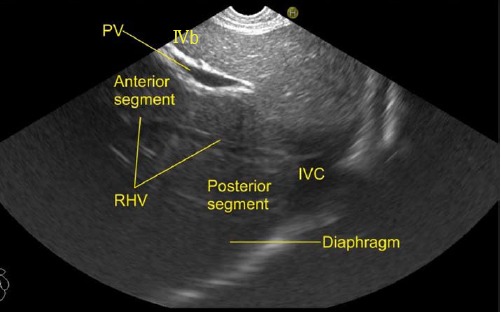 PV
IVb
Anterior
segment
RHV
Posterior
segment
IVC
Diaphragm